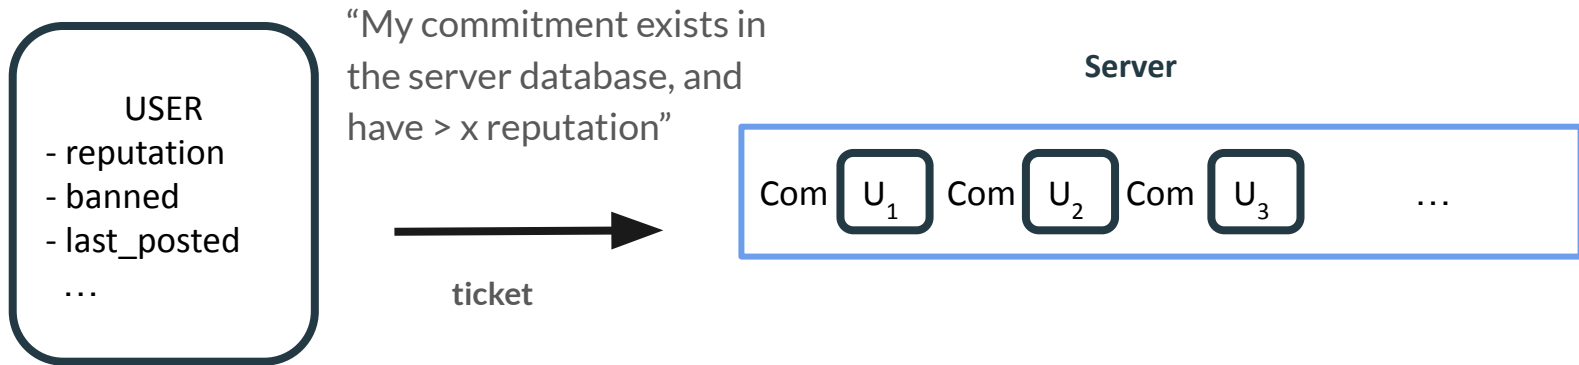 USER
- reputation
- banned
- last_posted
…
“My commitment exists in
the server database, and
have > x reputation”
ticket
Server
Com U1 Com U2 Com U3 …